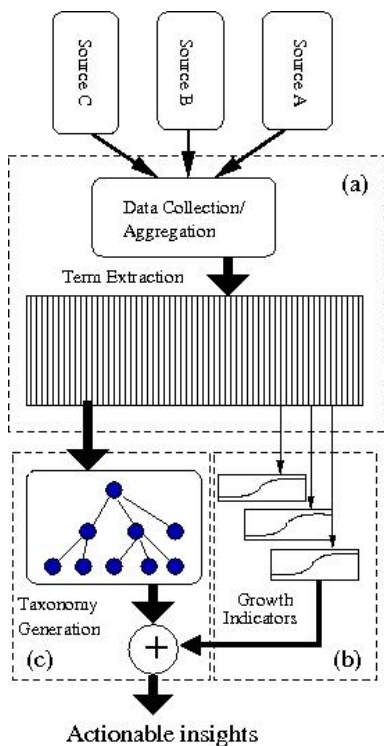 Source C
Source B
Source A
(a)
Data Collection/
Aggregation
Term Extraction
Taxonomy
Generation
(c)
+
Growth
Indicators
(b)
Actionable insights